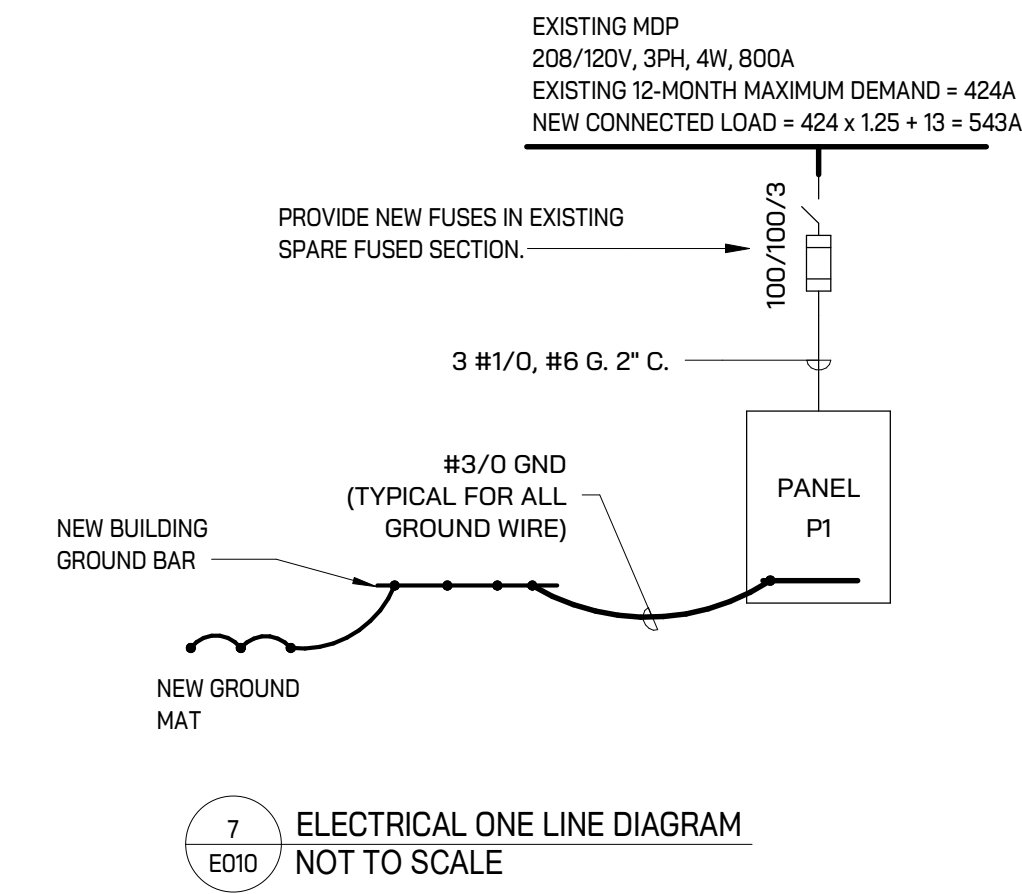 EXISTING MDP
208/120V, 3PH, 4W, 800A
EXISTING 12-MONTH MAXIMUM DEMAND = 424A
NEW CONNECTED LOAD = 424 x 1.25 + 13 = 543A
PROVIDE NEW FUSES IN EXISTING
SPARE FUSED SECTION.
100/100/3
3 #1/0, #6 G. 2" C.
#3/0 GND
(TYPICAL FOR ALL
GROUND WIRE)
PANEL
P1
NEW BUILDING
GROUND BAR
NEW GROUND
MAT
7
E010
ELECTRICAL ONE LINE DIAGRAM
NOT TO SCALE